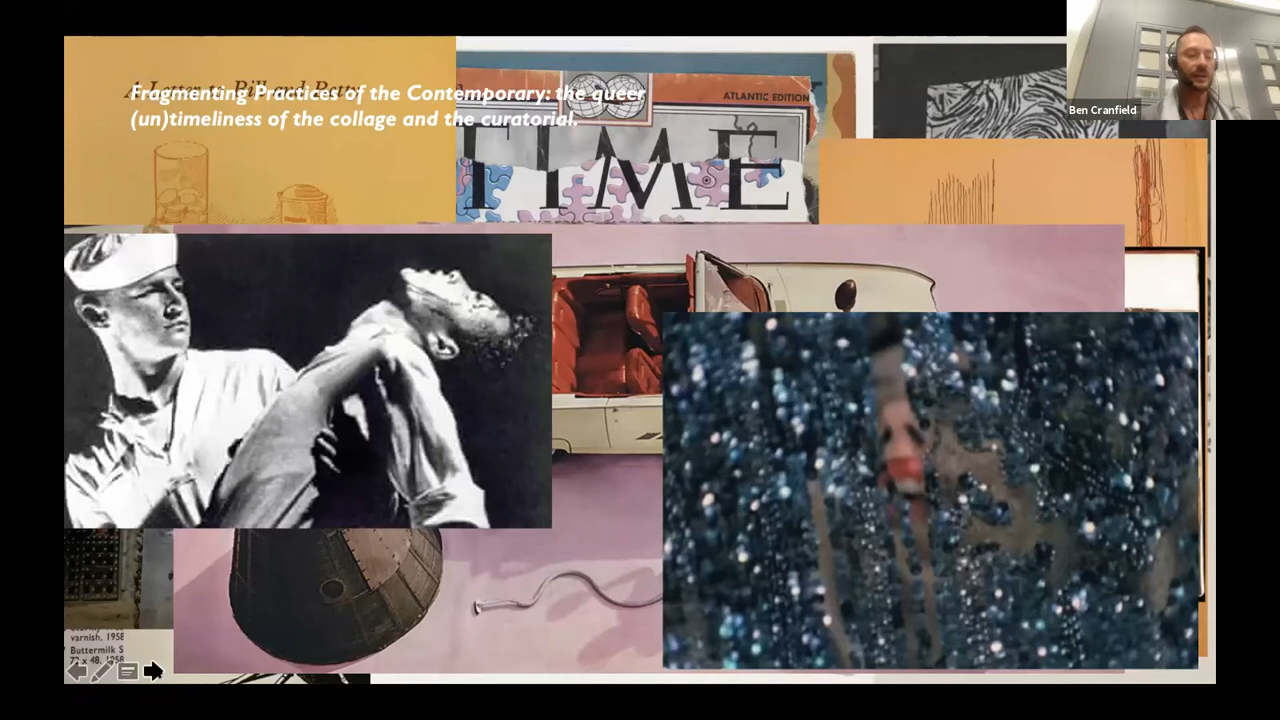 Fragmenting Practices of the Contemporary: the queer
(un)timeliness of the collage and the curatorial.
ATLANTIC EDITION
TIME
Ben Cranfield
varnish. 1958
Buttermilk S